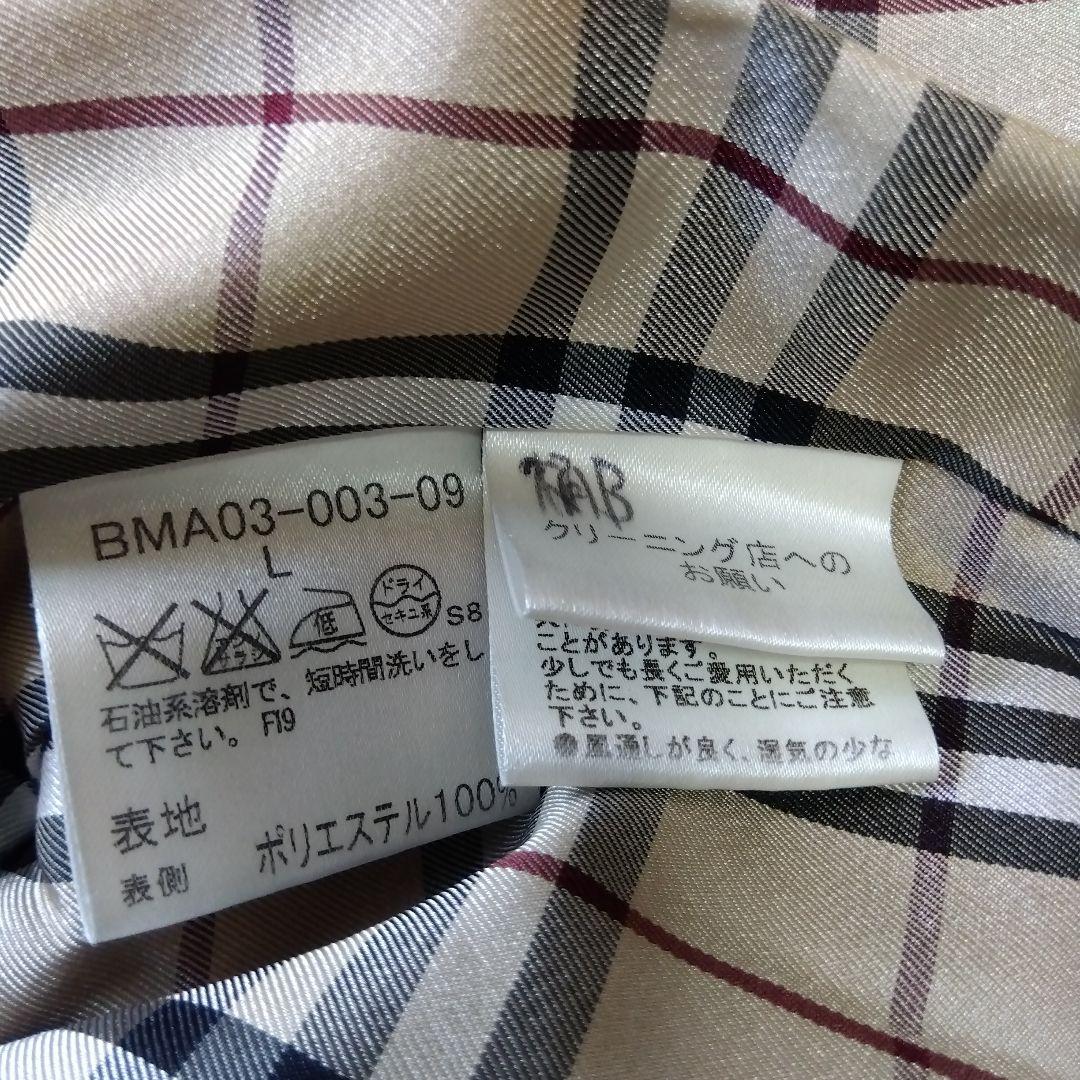 BMA03-003-09
L
ドライ
セキユ系
エンソ
サラシ
低
S8
石油系溶剤で、短時間洗いをし
て下さい。F19
表地
表側
ポリエステル100%
クリーニング店への
お願い
ことがあります。
少しでも長くご愛用いただく
ために、下記のことにご注意
下さい。
●風通しが良く、湿気の少な